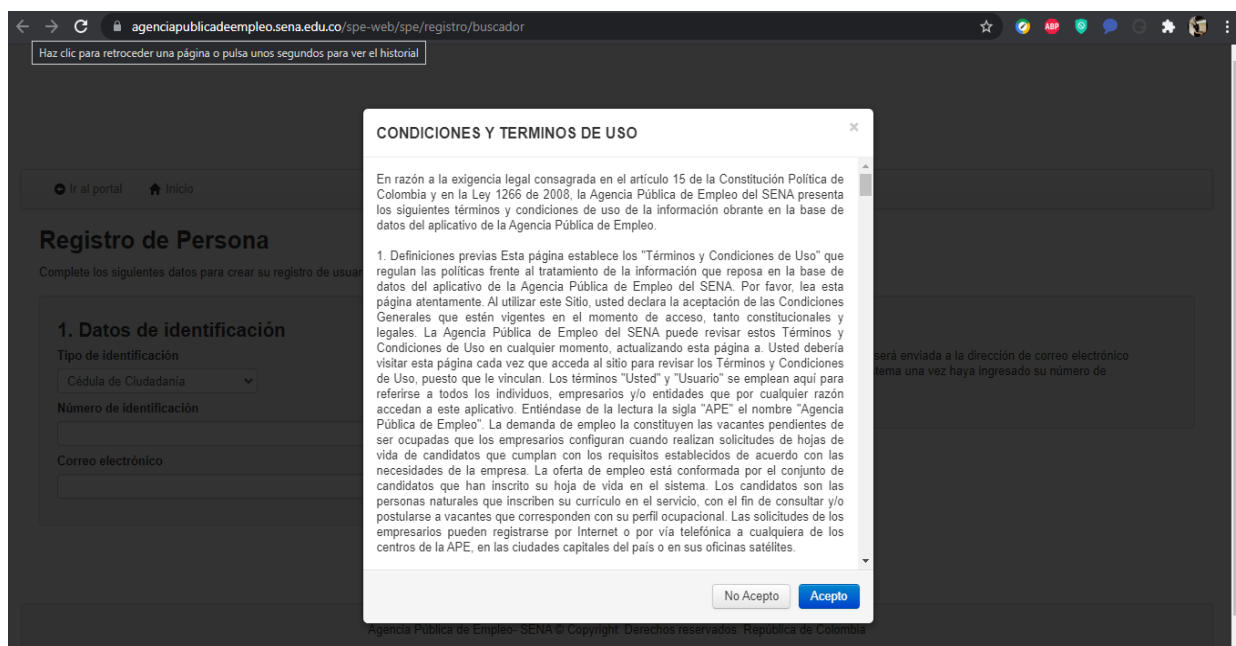 agenciapublicadeempleo.sena.edu.co/spe-web/spe/registro/buscador
ABP
Haz clic para retroceder una página o pulsa unos segundos para ver el historial
CONDICIONES Y TERMINOS DE USO
×
En razón a la exigencia legal consagrada en el artículo 15 de la Constitución Política de
Colombia y en la Ley 1266 de 2008, la Agencia Pública de Empleo del SENA presenta
los siguientes términos y condiciones de uso de la información obrante en la base de
datos del aplicativo de la Agencia Pública de Empleo.
1. Definiciones previas Esta página establece los "Términos y Condiciones de Uso" que
regulan las políticas frente al tratamiento de la información que reposa en la base de
datos del aplicativo de la Agencia Pública de Empleo del SENA. Por favor, lea esta
página atentamente. Al utilizar este Sitio, usted declara la aceptación de las Condiciones
Generales que estén vigentes en el momento de acceso, tanto constitucionales y
legales. La Agencia Pública de Empleo del SENA puede revisar estos Términos y
Condiciones de Uso en cualquier momento, actualizando esta página a. Usted debería
visitar esta página cada vez que acceda al sitio para revisar los Términos y Condiciones
de Uso, puesto que le vinculan. Los términos "Usted" y "Usuario" se emplean aquí para
referirse a todos los individuos, empresarios y/o entidades que por cualquier razón
accedan a este aplicativo. Entiéndase de la lectura la sigla "APE" el nombre "Agencia
Pública de Empleo". La demanda de empleo la constituyen las vacantes pendientes de
ser ocupadas que los empresarios configuran cuando realizan solicitudes de hojas de
vida de candidatos que cumplan con los requisitos establecidos de acuerdo con las
necesidades de la empresa. La oferta de empleo está conformada por el conjunto de
candidatos que han inscrito su hoja de vida en el sistema. Los candidatos son las
personas naturales que inscriben su currículo en el servicio, con el fin de consultar y/o
postularse a vacantes que corresponden con su perfil ocupacional. Las solicitudes de los
empresarios pueden registrarse por Internet o por vía telefónica a cualquiera de los
centros de la APE, en las ciudades capitales del país o en sus oficinas satélites.
No Acepto
Acepto
Ir al portal
Inicio
Registro de Persona
Complete los siguientes datos para crear su registro de usuar
1. Datos de identificación
Tipo de identificación
Cédula de Ciudadanía
Número de identificación
Correo electrónico
será enviada a la dirección de correo electrónico
tema una vez haya ingresado su número de
Agencia Pública de Empleo- SENA © Copyright. Derechos reservados. República de Colombia